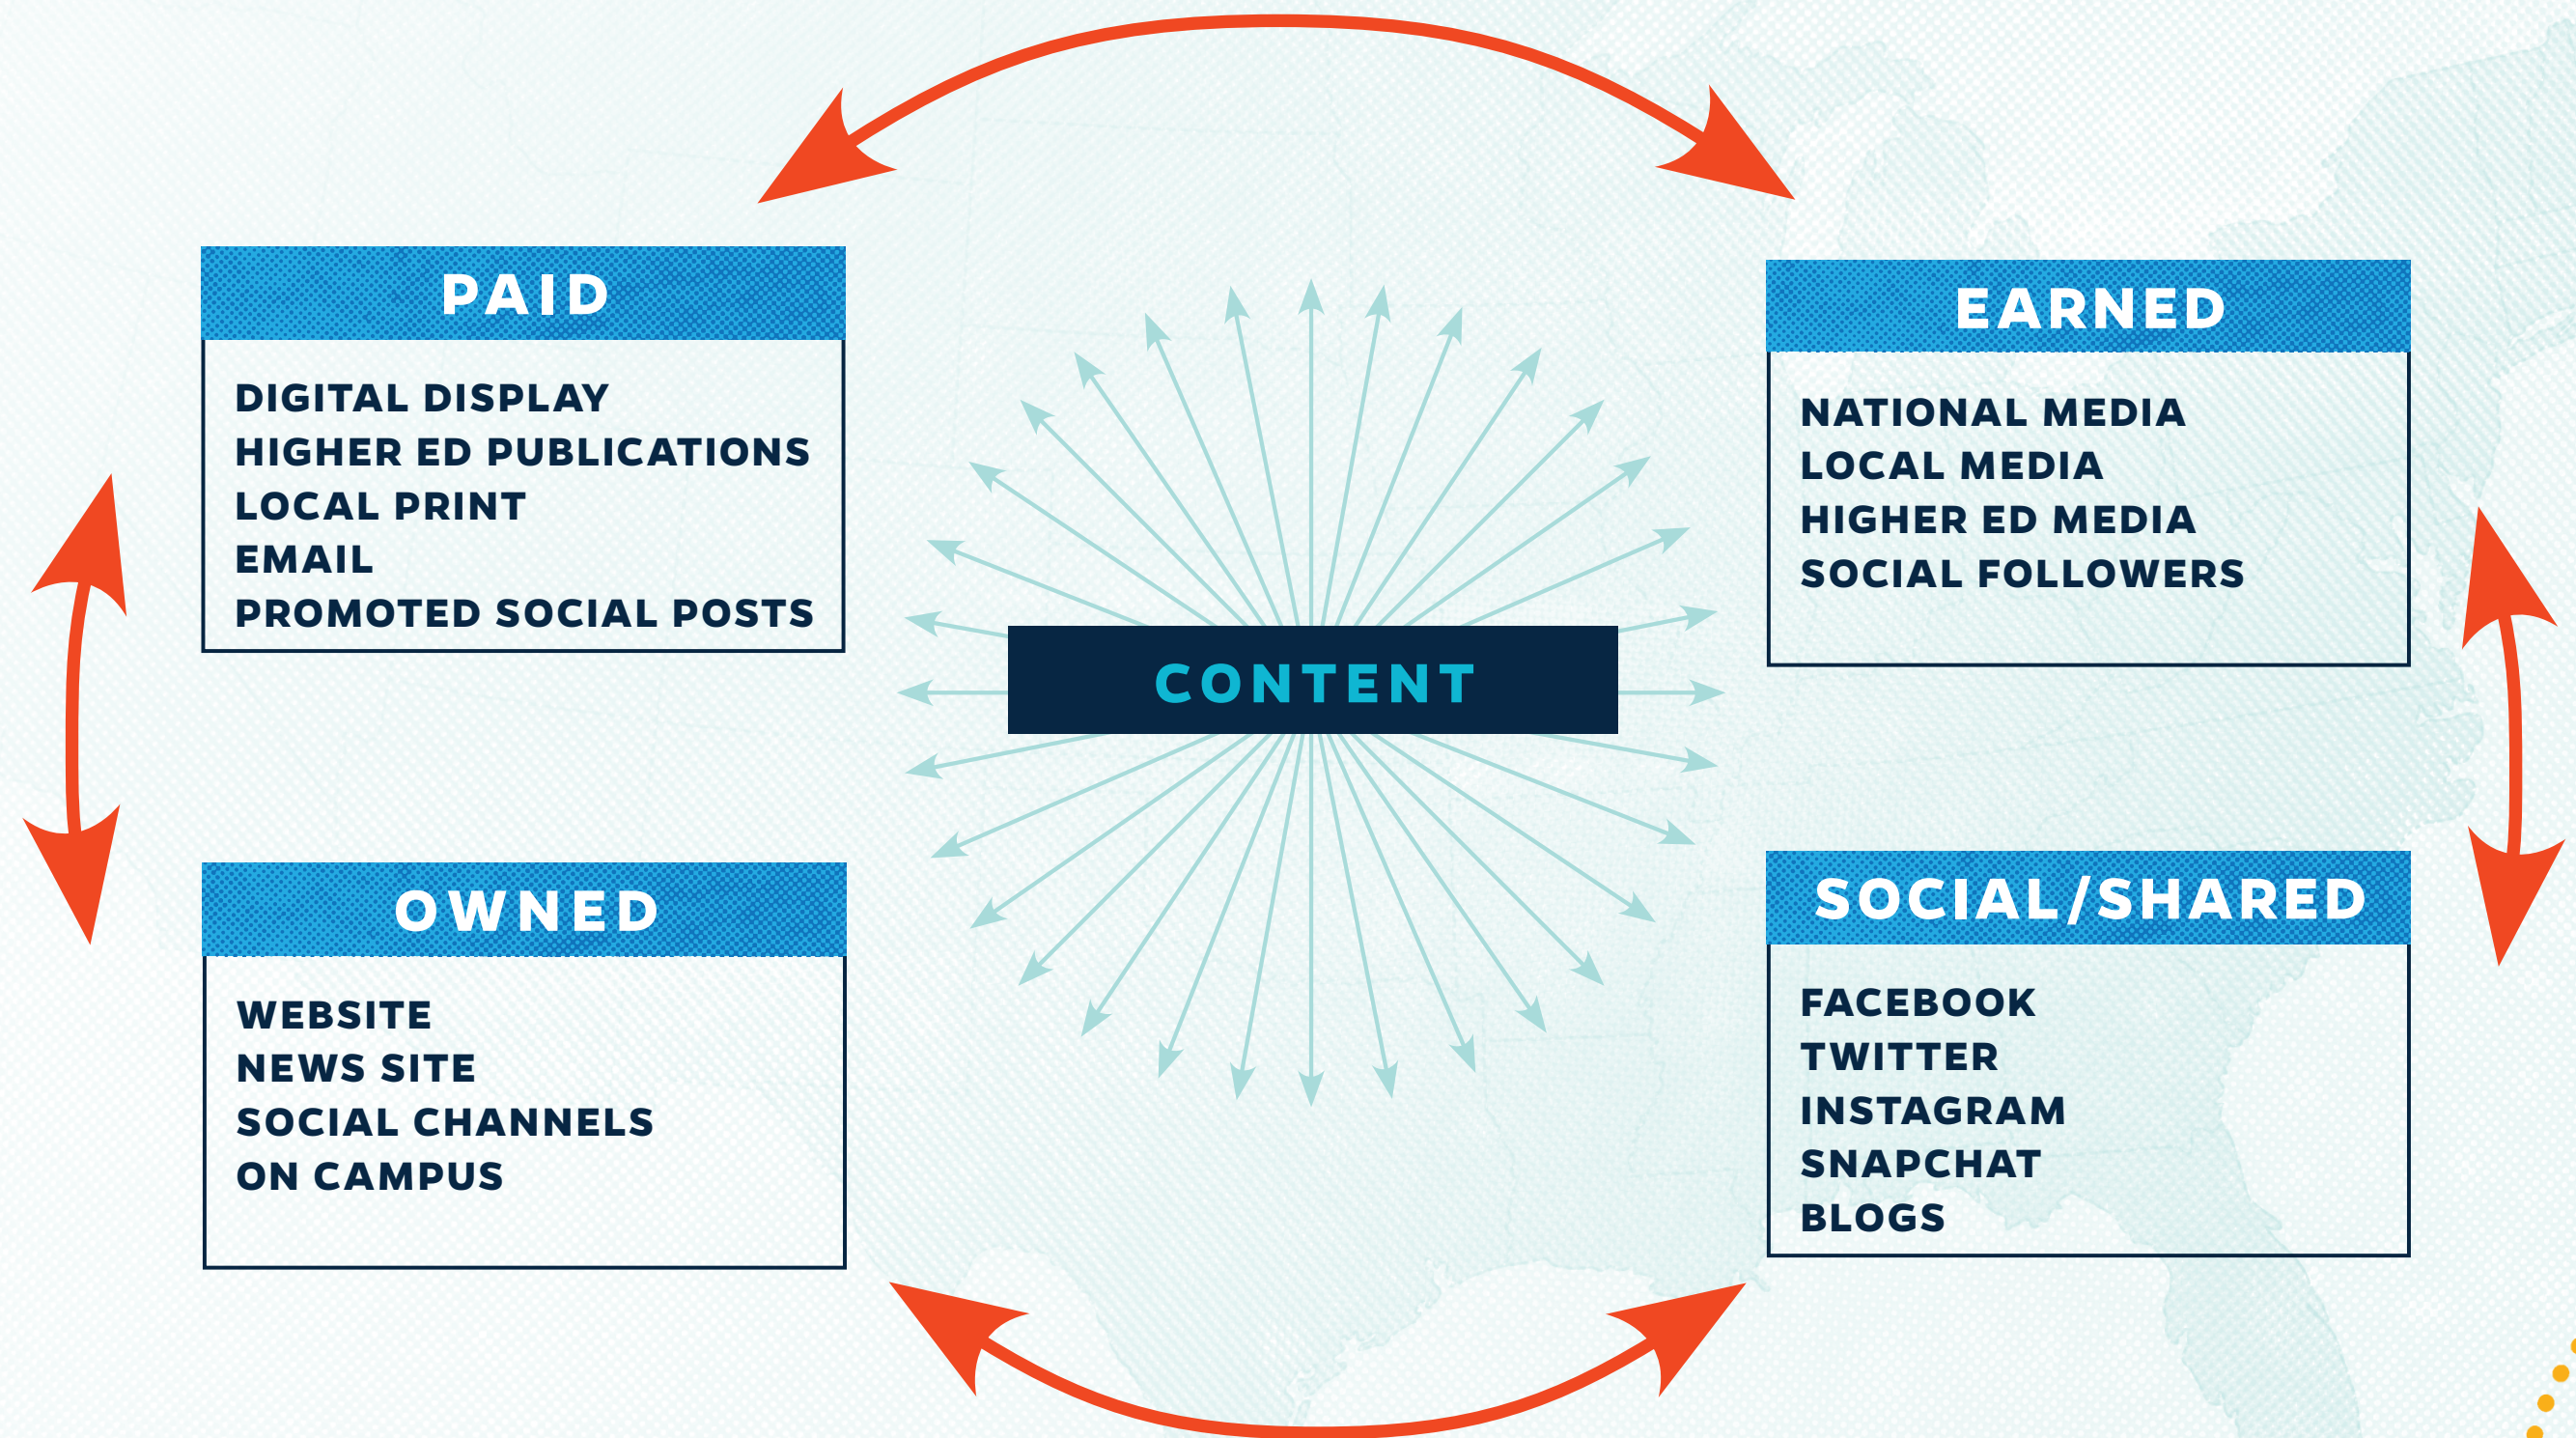 PAID
DIGITAL DISPLAY
HIGHER ED PUBLICATIONS
LOCAL PRINT
EMAIL
PROMOTED SOCIAL POSTS
EARNED
NATIONAL MEDIA
LOCAL MEDIA
HIGHER ED MEDIA
SOCIAL FOLLOWERS
CONTENT
OWNED
WEBSITE
NEWS SITE
SOCIAL CHANNELS
ON CAMPUS
SOCIAL/SHARED
FACEBOOK
TWITTER
INSTAGRAM
SNAPCHAT
BLOGS